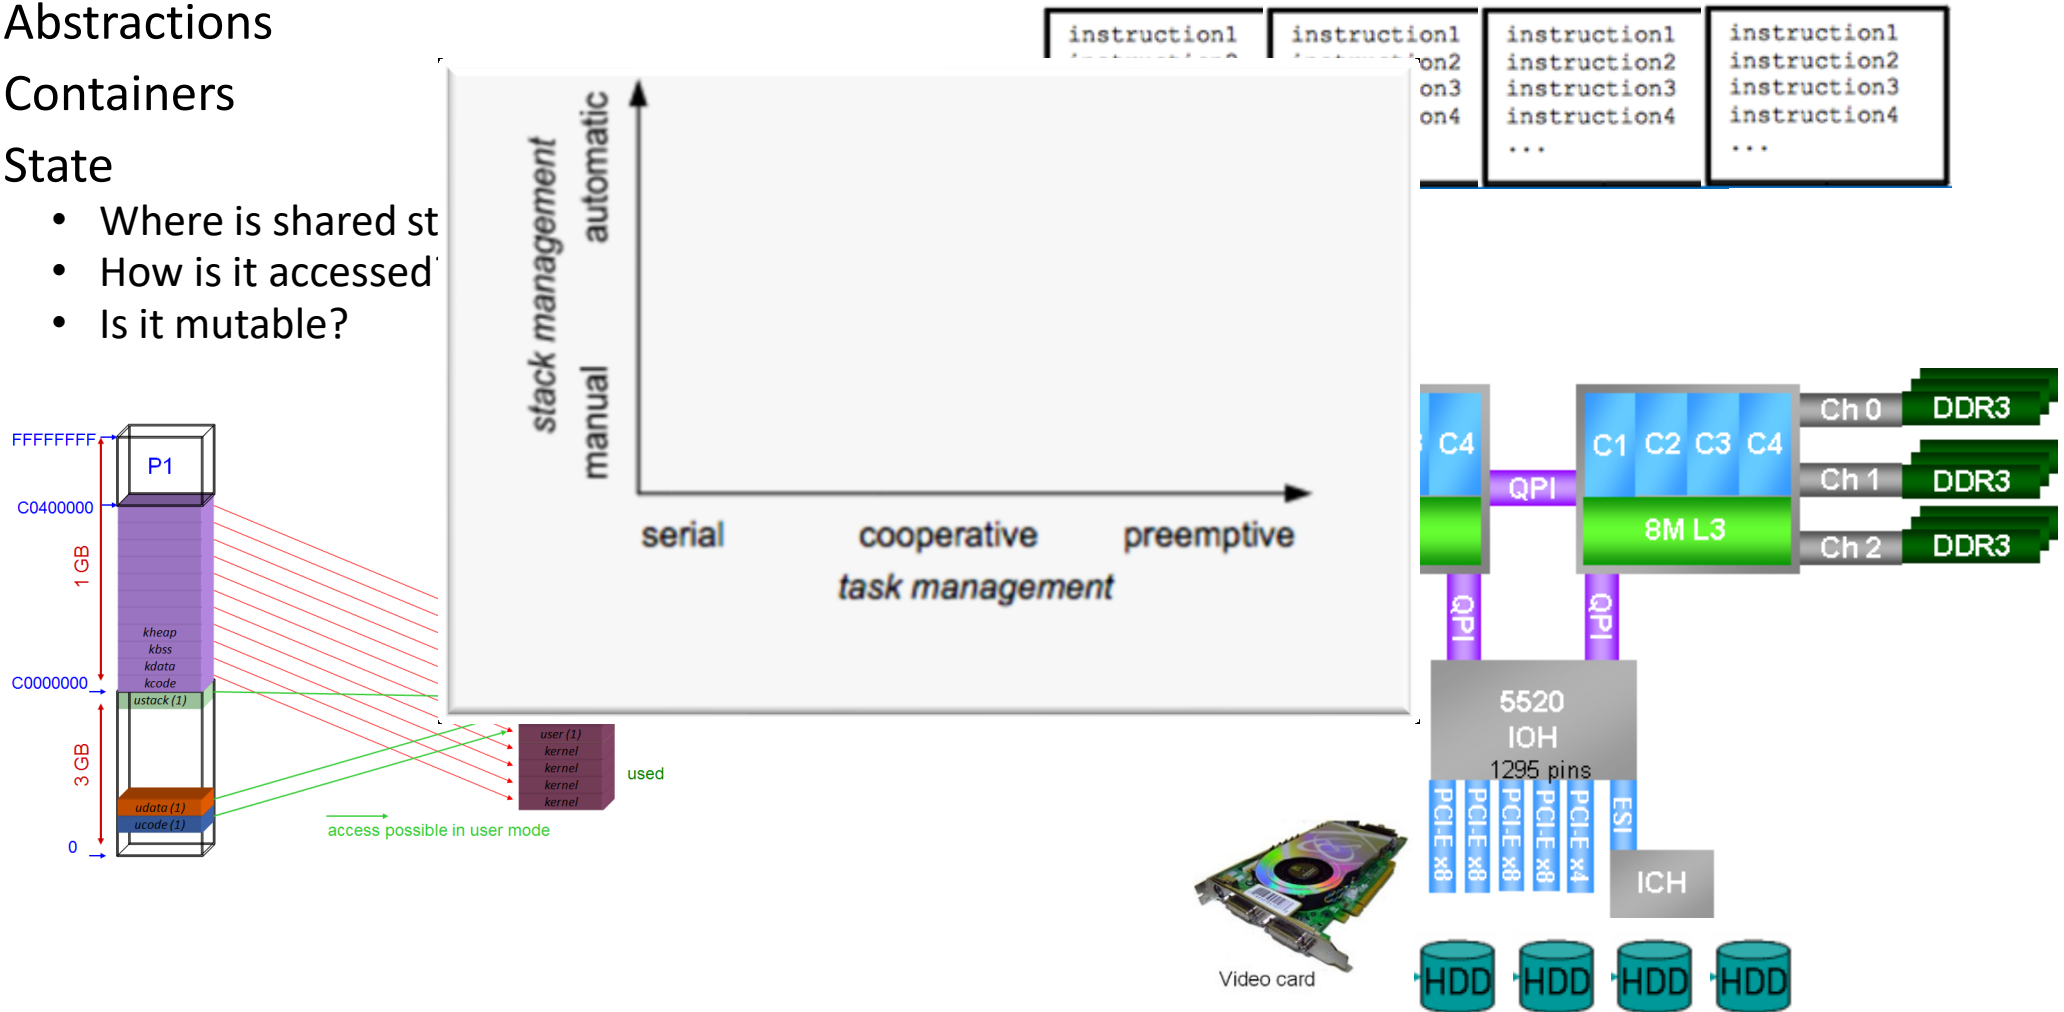 Abstractions
Containers
State
• Where is shared st
• How is it accessed
• Is it mutable?
instruction1
instruction1
on2
on3
on4
instruction1
instruction2
instruction3
instruction4
...
instruction1
instruction2
instruction3
instruction4
...
stack management
automatic
manual
serial
cooperative
preemptive
task management
FFFFFFFF
P1
C0400000
1 GB
kheap
kbss
kdata
kcode
C0000000
ustack (1)
3 GB
udata (1)
ucode (1)
0
user (1)
kernel
kernel
kernel
kernel
used
access possible in user mode
C4
QPI
C1 C2 C3 C4
8M L3
Ch 0
DDR3
Ch 1
DDR3
Ch 2
DDR3
QPI
QPI
5520
IOH
1295 pins
PCI-E x8
PCI-E x8
PCI-E x8
PCI-E x8
PCI-E x4
ESI
ICH
Video card
HDD
HDD
HDD
HDD